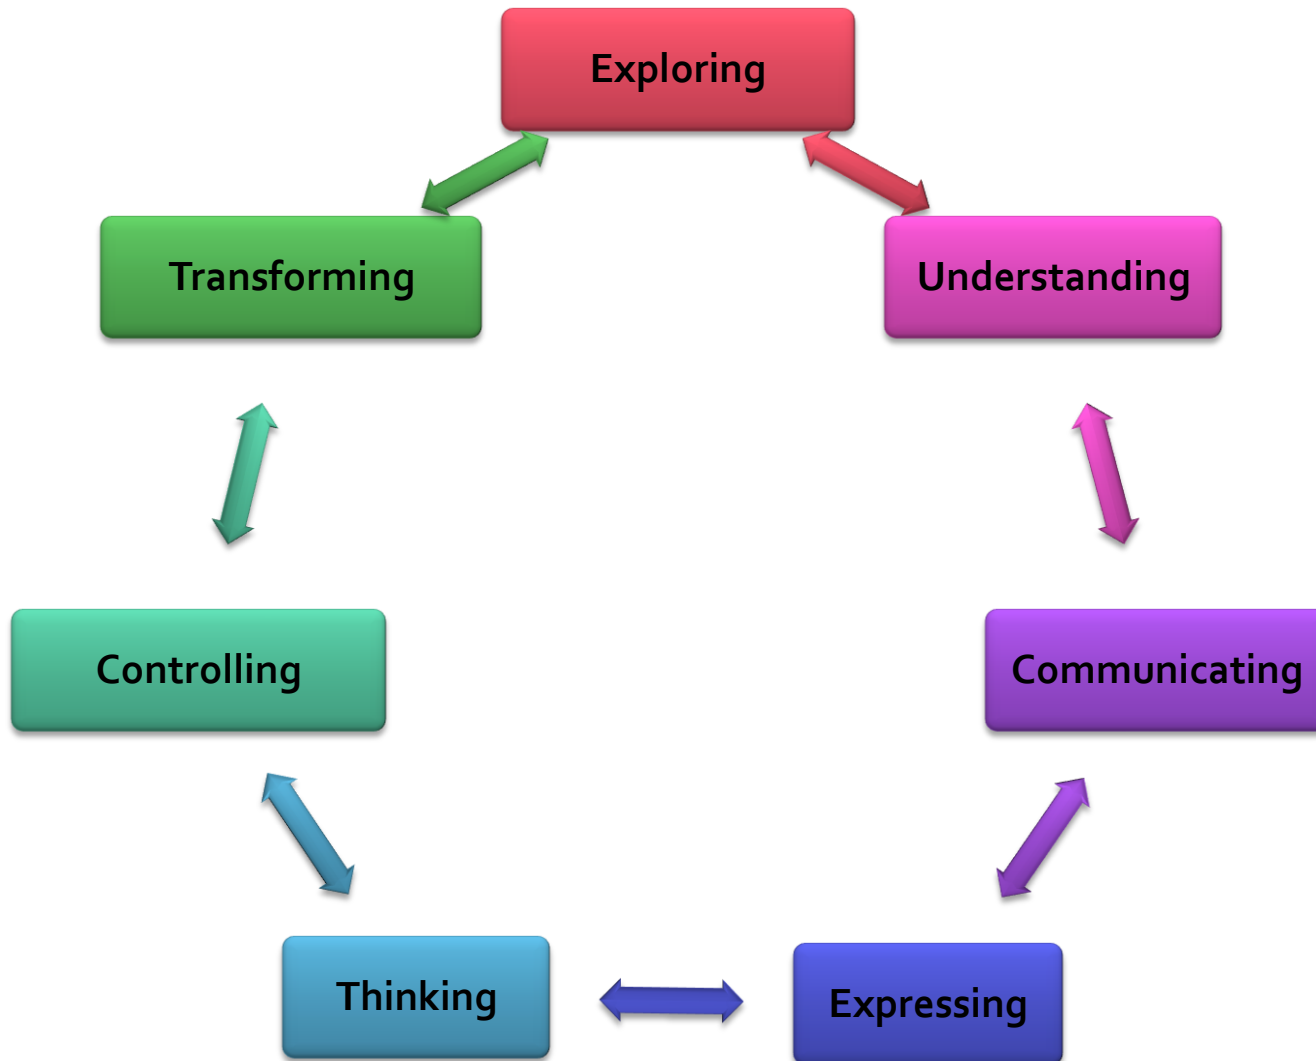 Exploring
Transforming
Understanding
Controlling
Communicating
Thinking
Expressing